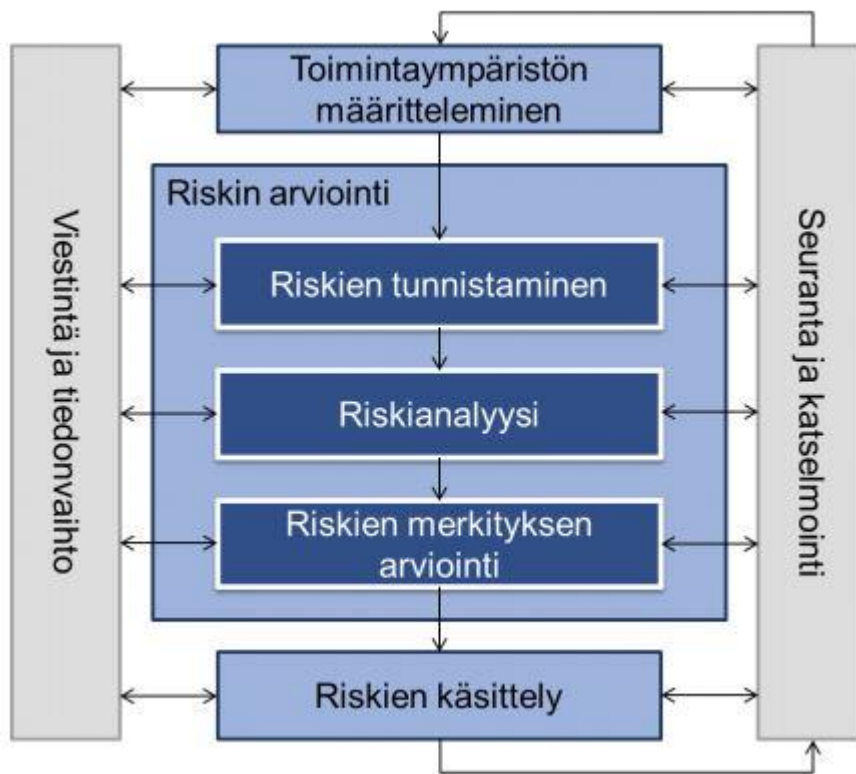 Toimintaympäristön
määritteleminen
Viestintä ja tiedonvaihto
Riskin arviointi
Riskien tunnistaminen
Riskianalyysi
Riskien merkityksen
arviointi
Riskien käsittely
Seuranta ja katselmointi